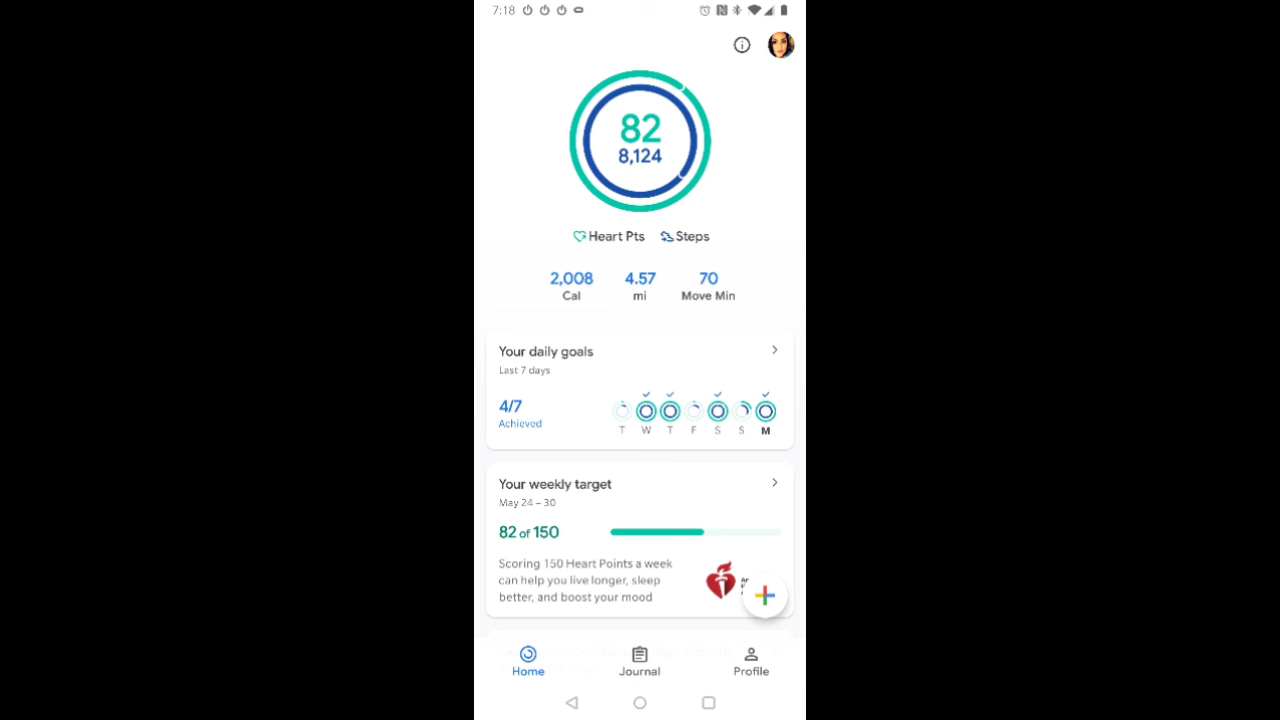 7:18
82
8,124
Heart Pts Steps
2,008 4.57 70
Cal mi Move Min
Your daily goals
Last 7 days
4/7
Achieved
T W T F S S M
Your weekly target
May 24 – 30
82 of 150
Scoring 150 Heart Points a week
can help you live longer, sleep
better, and boost your mood
Home Journal Profile